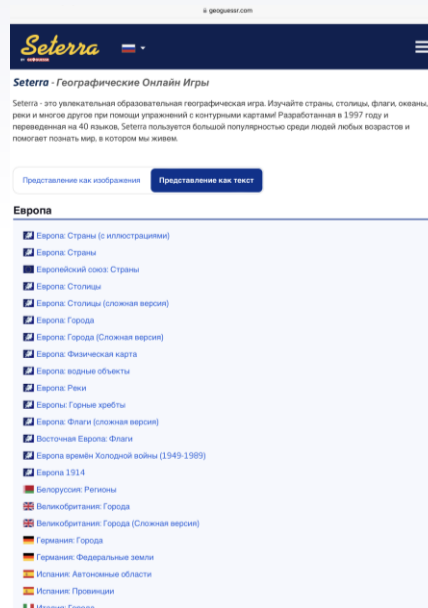 geoguessr.com
Seterra
Seterra - Географические Онлайн Игры
Seterra - это увлекательная образовательная географическая игра. Изучайте страны, столицы, флаги, океаны,
реки и многое другое при помощи упражнений с контурными картами! Разработанная в 1997 году и
переведенная на 40 языков, Seterra пользуется большой популярностью среди людей любых возрастов и
помогает познать мир, в котором мы живем.
Представление как изображения
Представление как текст
Европа
Европа: Страны (с иллюстрациями)
Европа: Страны
Европейский союз: Страны
Европа: Столицы
Европа: Столицы (сложная версия)
Европа: Города
Европа: Города (Сложная версия)
Европа: Физическая карта
Европа: водные объекты
Европа: Реки
Европы: Горные хребты
Европа: Флаги (сложная версия)
Восточная Европа: Флаги
Европа времён Холодной войны (1949-1989)
Европа 1914
Белоруссия: Регионы
Великобритания: Города
Великобритания: Города (Сложная версия)
Германия: Города
Германия: Федеральные земли
Испания: Автономные области
Испания: Провинции
Италия: Города